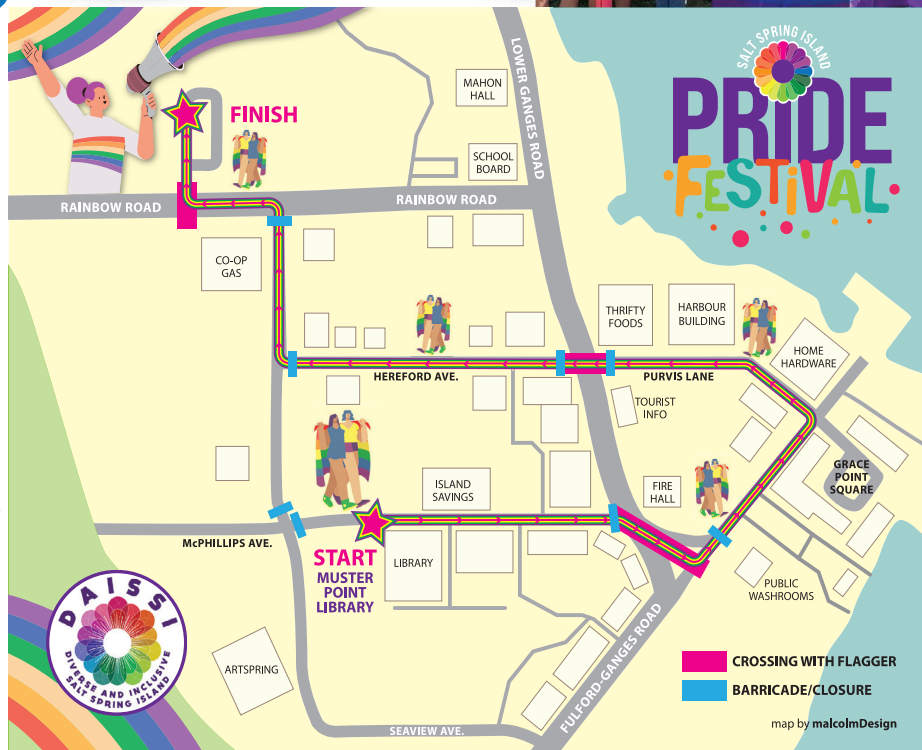 SALT SPRING ISLAND
PRIDE
FESTIVAL
FINISH
MAHON
HALL
SCHOOL
BOARD
LOWER GANGES ROAD
RAINBOW ROAD
RAINBOW ROAD
CO-OP
GAS
THRIFTY
FOODS
HARBOUR
BUILDING
HOME
HARDWARE
HEREFORD AVE.
PURVIS LANE
TOURIST
INFO
GRACE
POINT
SQUARE
ISLAND
SAVINGS
FIRE
HALL
McPHILLIPS AVE.
START
MUSTER
POINT
LIBRARY
LIBRARY
PUBLIC
WASHROOMS
DAISSI
DIVERSE AND INCLUSIVE
SALT SPRING ISLAND
ARTSPRING
FULFORD-GANGES ROAD
SEAVIEW AVE.
CROSSING WITH FLAGGER
BARRICADE/CLOSURE
map by malcolmDesign